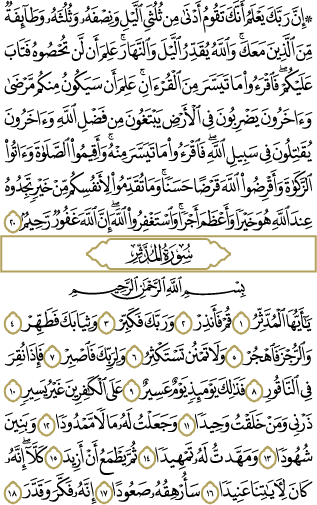 ۞ إِنَّ رَبَّكَ يَعْلَمُ أَنَّكَ تَقُومُ أَدْنَىٰ مِن ثُلُثَىِ ٱلَّيْلِ وَنِصْفَهُۥ وَثُلُثَهُۥ وَطَآئِفَةٌ
مِّنَ ٱلَّذِينَ مَعَكَ ۚ وَٱللَّهُ يُقَدِّرُ ٱلَّيْلَ وَٱلنَّهَارَ ۚ عَلِمَ أَن لَّن تُحْصُوهُ فَتَابَ
عَلَيْكُمْ ۖ فَٱقْرَءُوا۟ مَا تَيَسَّرَ مِنَ ٱلْقُرْءَانِ ۚ عَلِمَ أَن سَيَكُونُ مِنكُم مَّرْضَىٰ
وَءَاخَرُونَ يَضْرِبُونَ فِى ٱلْأَرْضِ يَبْتَغُونَ مِن فَضْلِ ٱللَّهِ ۙ وَءَاخَرُونَ
يُقَٰتِلُونَ فِى سَبِيلِ ٱللَّهِ ۖ فَٱقْرَءُوا۟ مَا تَيَسَّرَ مِنْهُ ۚ وَأَقِيمُوا۟ ٱلصَّلَوٰةَ وَءَاتُوا۟
ٱلزَّكَوٰةَ وَأَقْرِضُوا۟ ٱللَّهَ قَرْضًا حَسَنًا ۚ وَمَا تُقَدِّمُوا۟ لِأَنفُسِكُم مِّنْ خَيْرٍ تَجِدُوهُ
عِندَ ٱللَّهِ هُوَ خَيْرًا وَأَعْظَمَ أَجْرًا ۚ وَٱسْتَغْفِرُوا۟ ٱللَّهَ ۖ إِنَّ ٱللَّهَ غَفُورٌ رَّحِيمٌۢ ٢٠
سُورَةُ المُدَّثِّرِ
بِسْمِ ٱللَّهِ ٱلرَّحْمَٰنِ ٱلرَّحِيمِ
يَٰٓأَيُّهَا ٱلْمُدَّثِّرُ ١ قُمْ فَأَنذِرْ ٢ وَرَبَّكَ فَكَبِّرْ ٣ وَثِيَابَكَ فَطَهِّرْ ٤
وَٱلرُّجْزَ فَٱهْجُرْ ٥ وَلَا تَمْنُن تَسْتَكْثِرُ ٦ وَلِرَبِّكَ فَٱصْبِرْ ٧ فَإِذَا نُقِرَ
فِى ٱلنَّاقُورِ ٨ فَذَٰلِكَ يَوْمَئِذٍ يَوْمٌ عَسِيرٌ ٩ عَلَى ٱلْكَٰفِرِينَ غَيْرُ يَسِيرٍ ١٠
ذَرْنِى وَمَنْ خَلَقْتُ وَحِيدًا ١١ وَجَعَلْتُ لَهُۥ مَالًا مَّمْدُودًا ١٢ وَبَنِينَ
شُهُودًا ١٣ وَمَهَّدتُّ لَهُۥ تَمْهِيدًا ١٤ ثُمَّ يَطْمَعُ أَنْ أَزِيدَ ١٥ كَلَّآ ۖ إِنَّهُۥ
كَانَ لِءَايَٰتِنَا عَنِيدًا ١٦ سَأُرْهِقُهُۥ صَعُودًا ١٧ إِنَّهُۥ فَكَّرَ وَقَدَّرَ ١٨